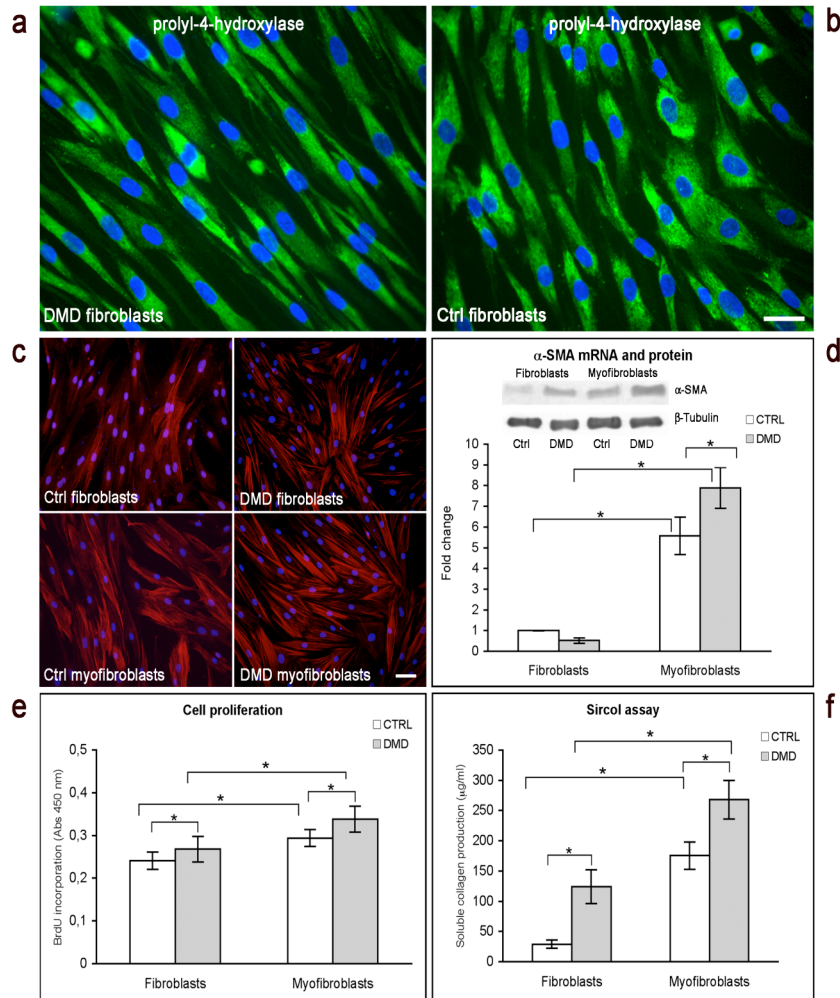 a
prolyl-4-hydroxylase
DMD fibroblasts
prolyl-4-hydroxylase
b
Ctrl fibroblasts
c
Ctrl fibroblasts
DMD fibroblasts
Ctrl myofibroblasts
DMD myofibroblasts
d
α-SMA mRNA and protein
Fibroblasts Myofibroblasts
α-SMA
β-Tubulin
Ctrl DMD Ctrl DMD
CTRL
DMD
Fold change
10
9
8
7
6
5
4
3
2
1
0
*
*
*
Fibroblasts Myofibroblasts
e
Cell proliferation
CTRL
DMD
BrdU incorporation (Abs 450 nm)
0,5
0,4
0,3
0,2
0,1
0
*
*
*
*
Fibroblasts Myofibroblasts
f
Sircol assay
CTRL
DMD
Soluble collagen production (µg/ml)
350
300
250
200
150
100
50
0
*
*
*
*
Fibroblasts Myofibroblasts